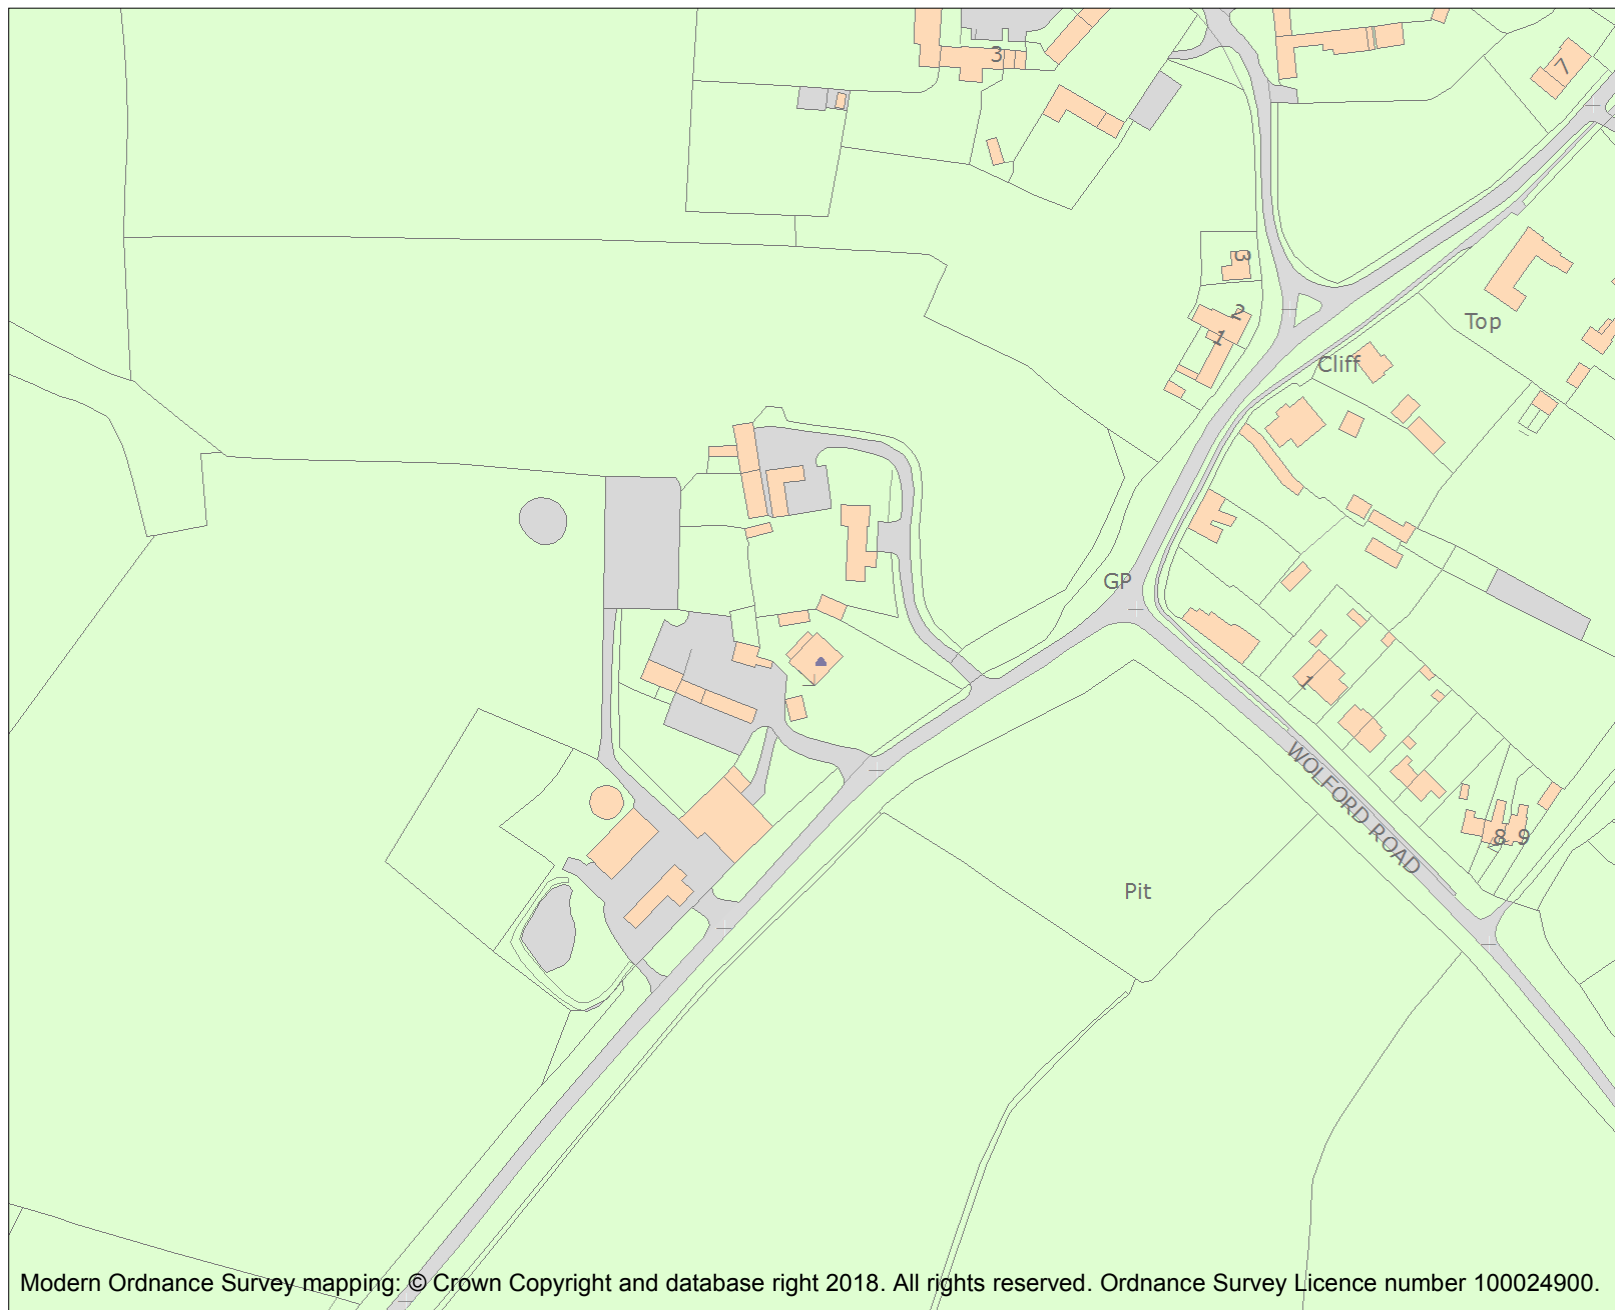 3
7
3
2
1
Top
Cliff
GP
1
WOLFORD ROAD
8 9
Pit
Modern Ordnance Survey mapping: © Crown Copyright and database right 2018. All rights reserved. Ordnance Survey Licence number 100024900.